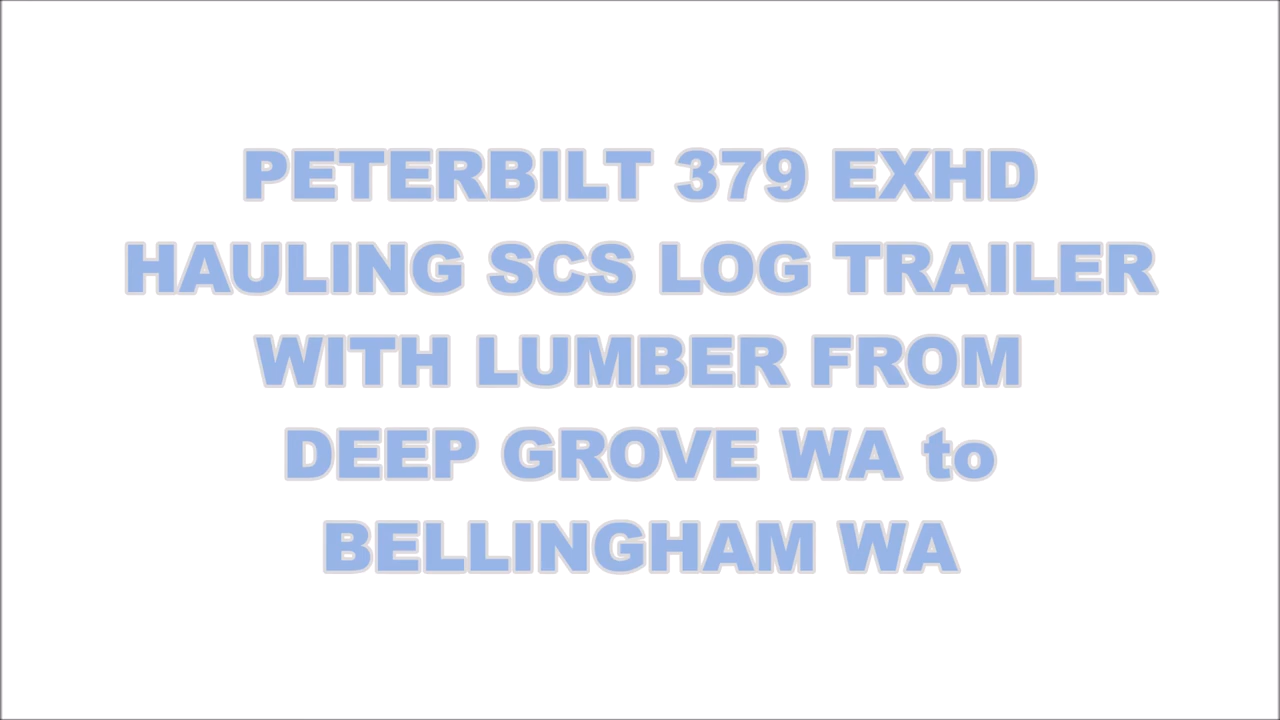 PETERBILT 379 EXHD
HAULING SCS LOG TRAILER
WITH LUMBER FROM
DEEP GROVE WA to
BELLINGHAM WA